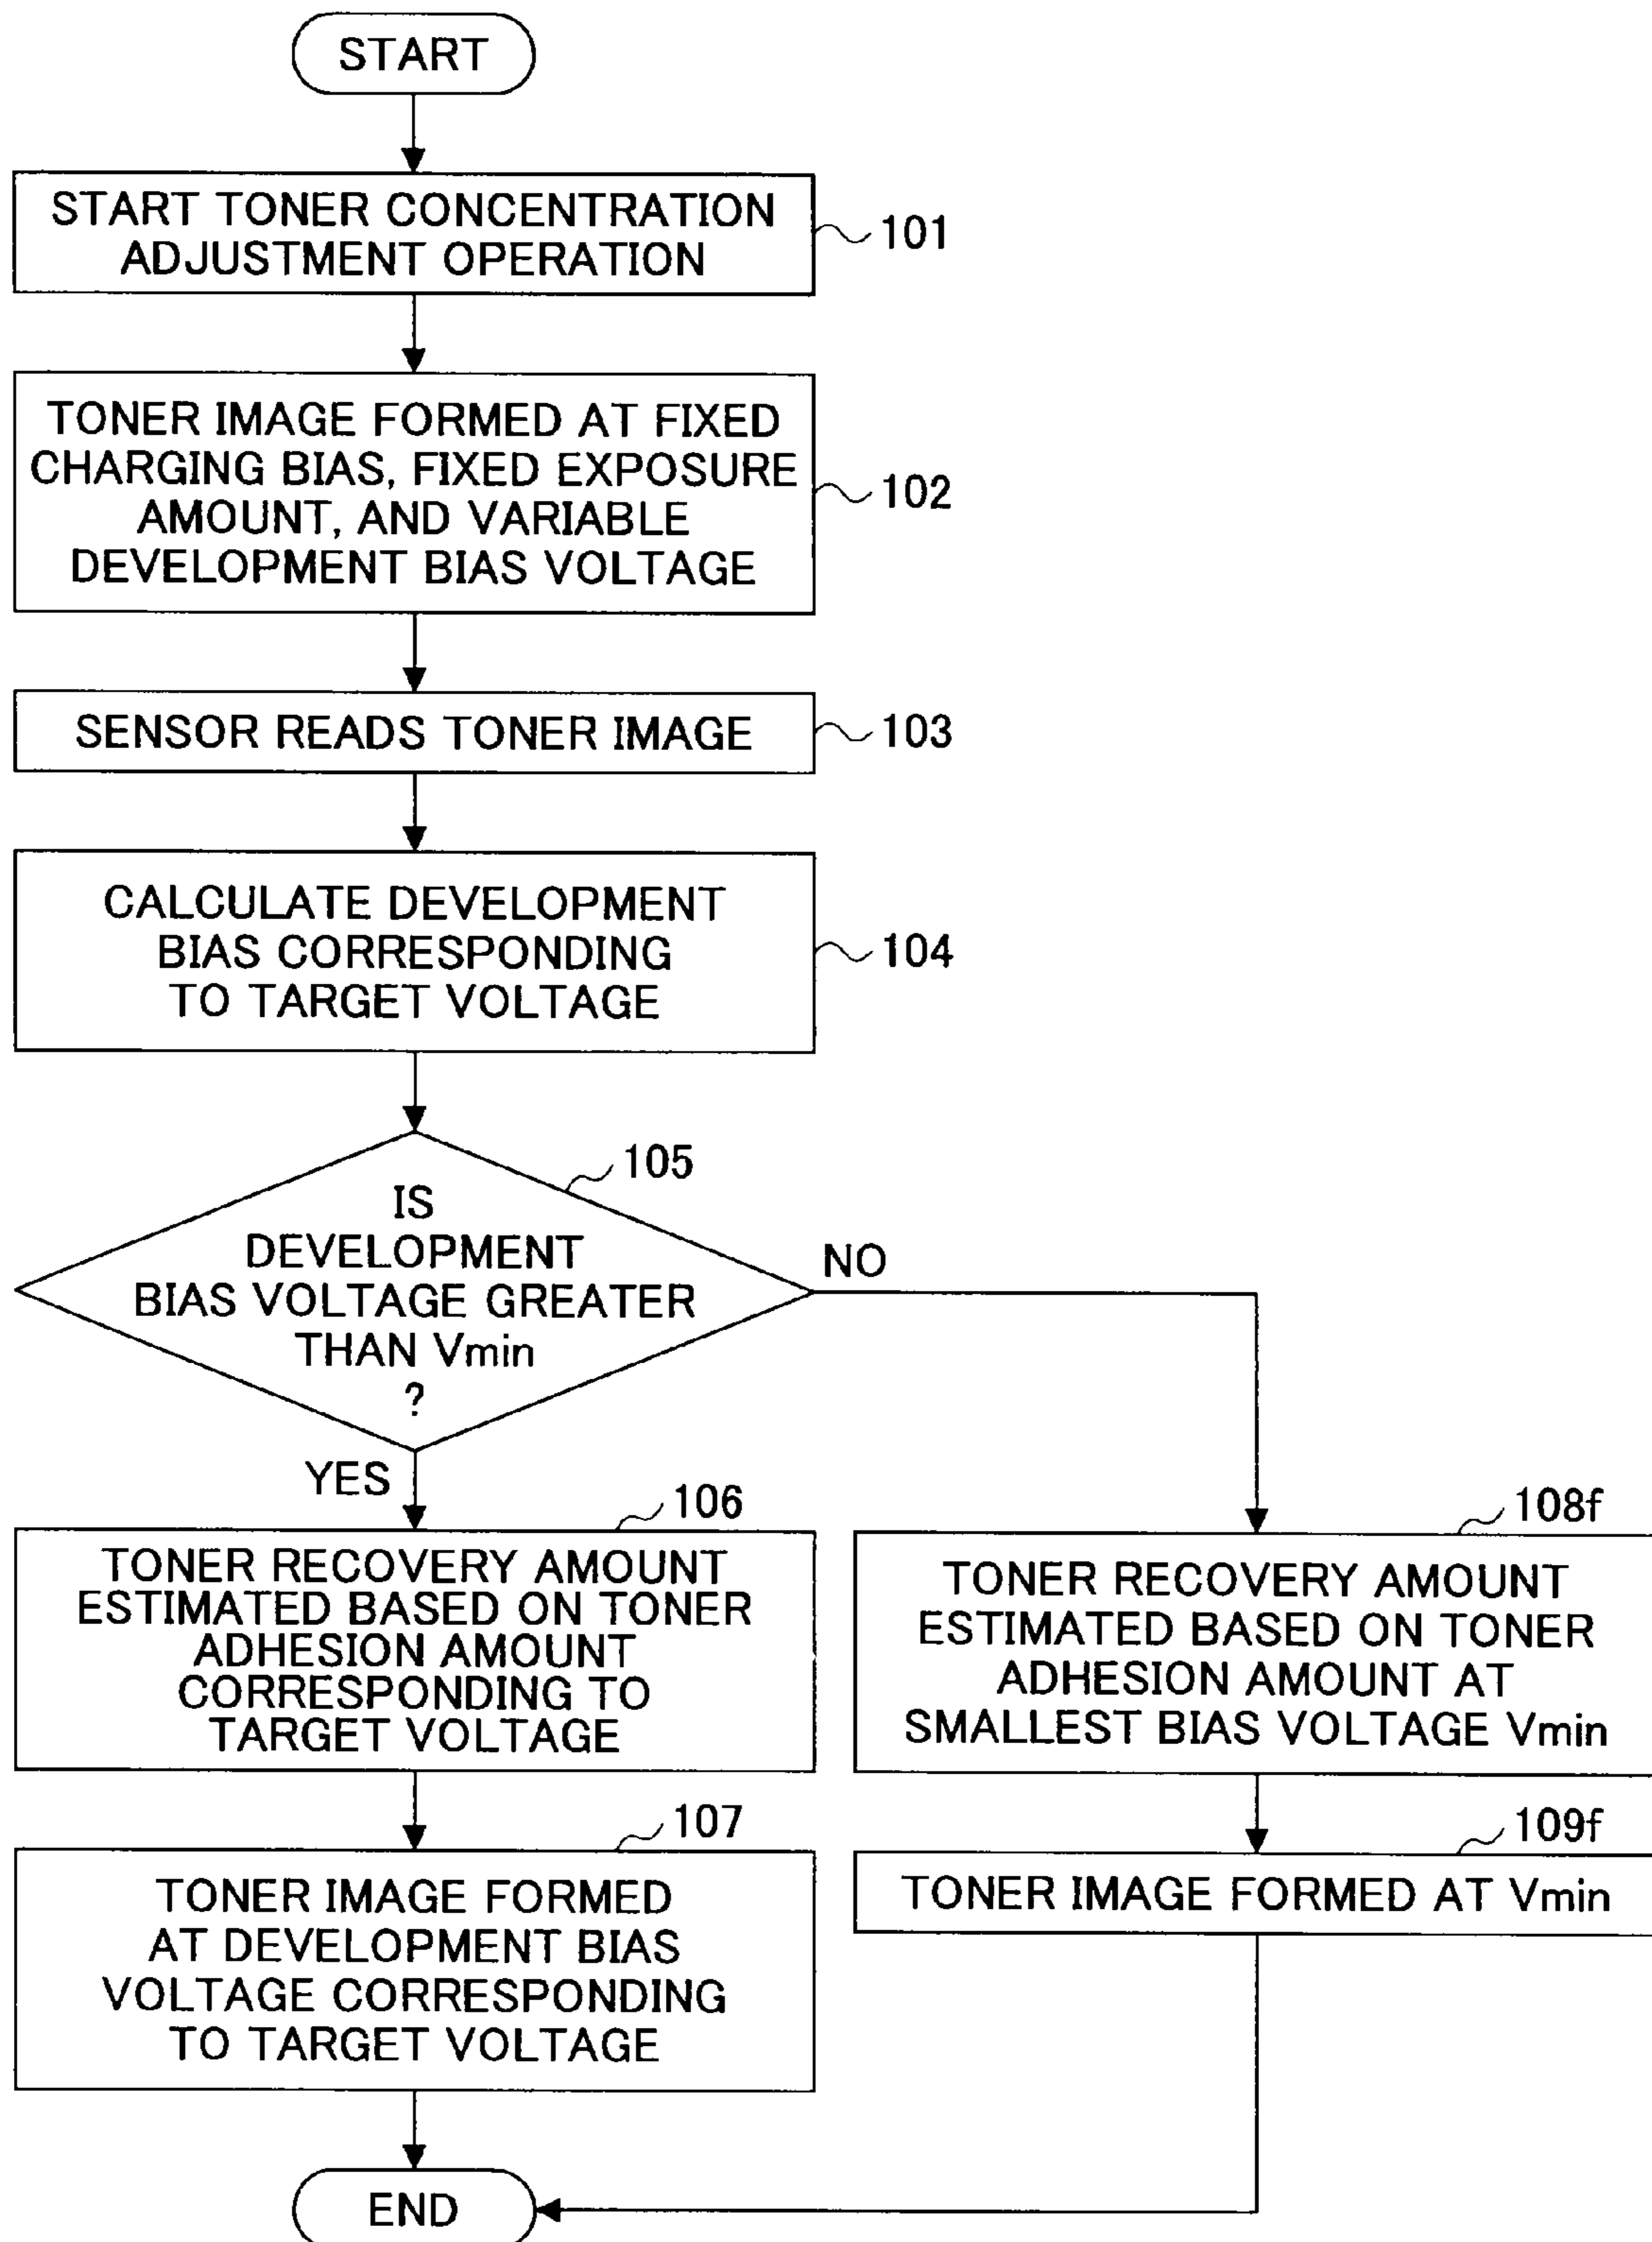 START
START TONER CONCENTRATION
ADJUSTMENT OPERATION
101
TONER IMAGE FORMED AT FIXED
CHARGING BIAS, FIXED EXPOSURE
AMOUNT, AND VARIABLE
DEVELOPMENT BIAS VOLTAGE
102
SENSOR READS TONER IMAGE
103
CALCULATE DEVELOPMENT
BIAS CORRESPONDING
TO TARGET VOLTAGE
104
105
IS
DEVELOPMENT
BIAS VOLTAGE GREATER
THAN Vmin
?
NO
YES
106
TONER RECOVERY AMOUNT
ESTIMATED BASED ON TONER
ADHESION AMOUNT
CORRESPONDING TO
TARGET VOLTAGE
108f
TONER RECOVERY AMOUNT
ESTIMATED BASED ON TONER
ADHESION AMOUNT AT
SMALLEST BIAS VOLTAGE Vmin
107
TONER IMAGE FORMED
AT DEVELOPMENT BIAS
VOLTAGE CORRESPONDING
TO TARGET VOLTAGE
109f
TONER IMAGE FORMED AT Vmin
END